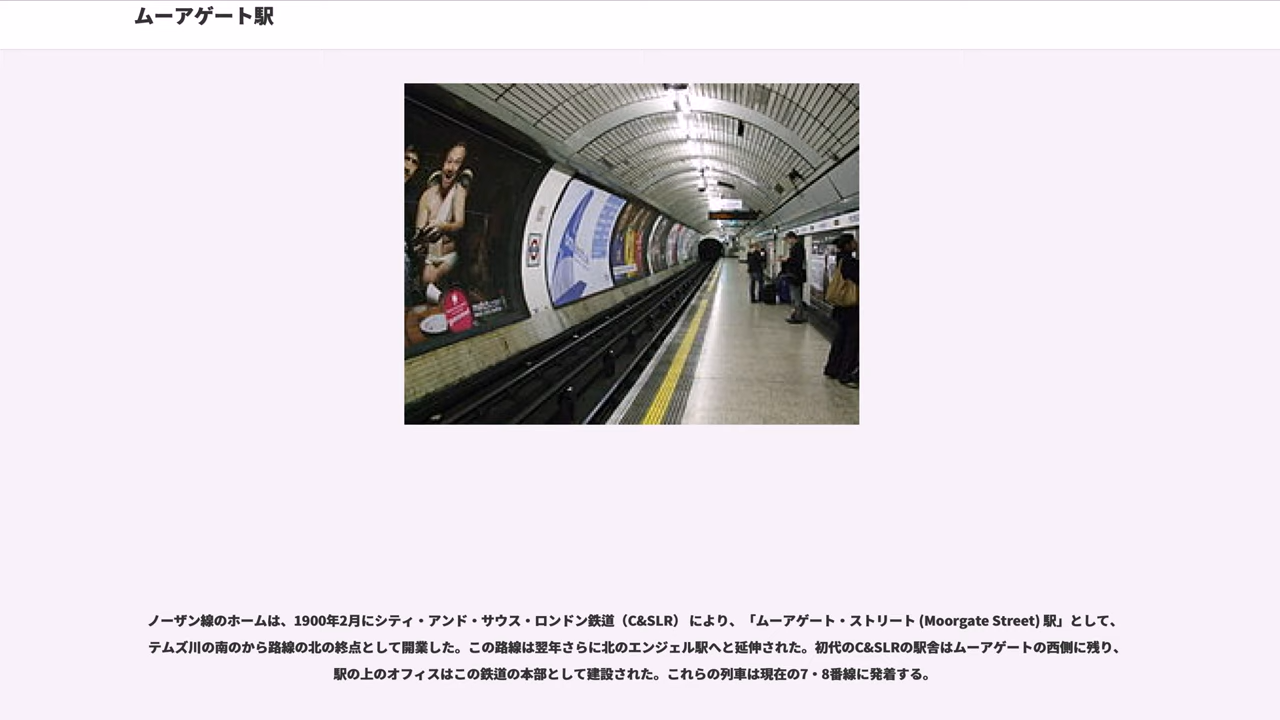 ムーアゲート駅
ノーザン線のホームは、1900年2月にシティ・アンド・サウス・ロンドン鉄道（C&SLR） により、「ムーアゲート・ストリート (Moorgate Street) 駅」として、
テムズ川の南のから路線の北の終点として開業した。この路線は翌年さらに北のエンジェル駅へと延伸された。初代のC&SLRの駅舎はムーアゲートの西側に残り、
駅の上のオフィスはこの鉄道の本部として建設された。これらの列車は現在の7・8番線に発着する。